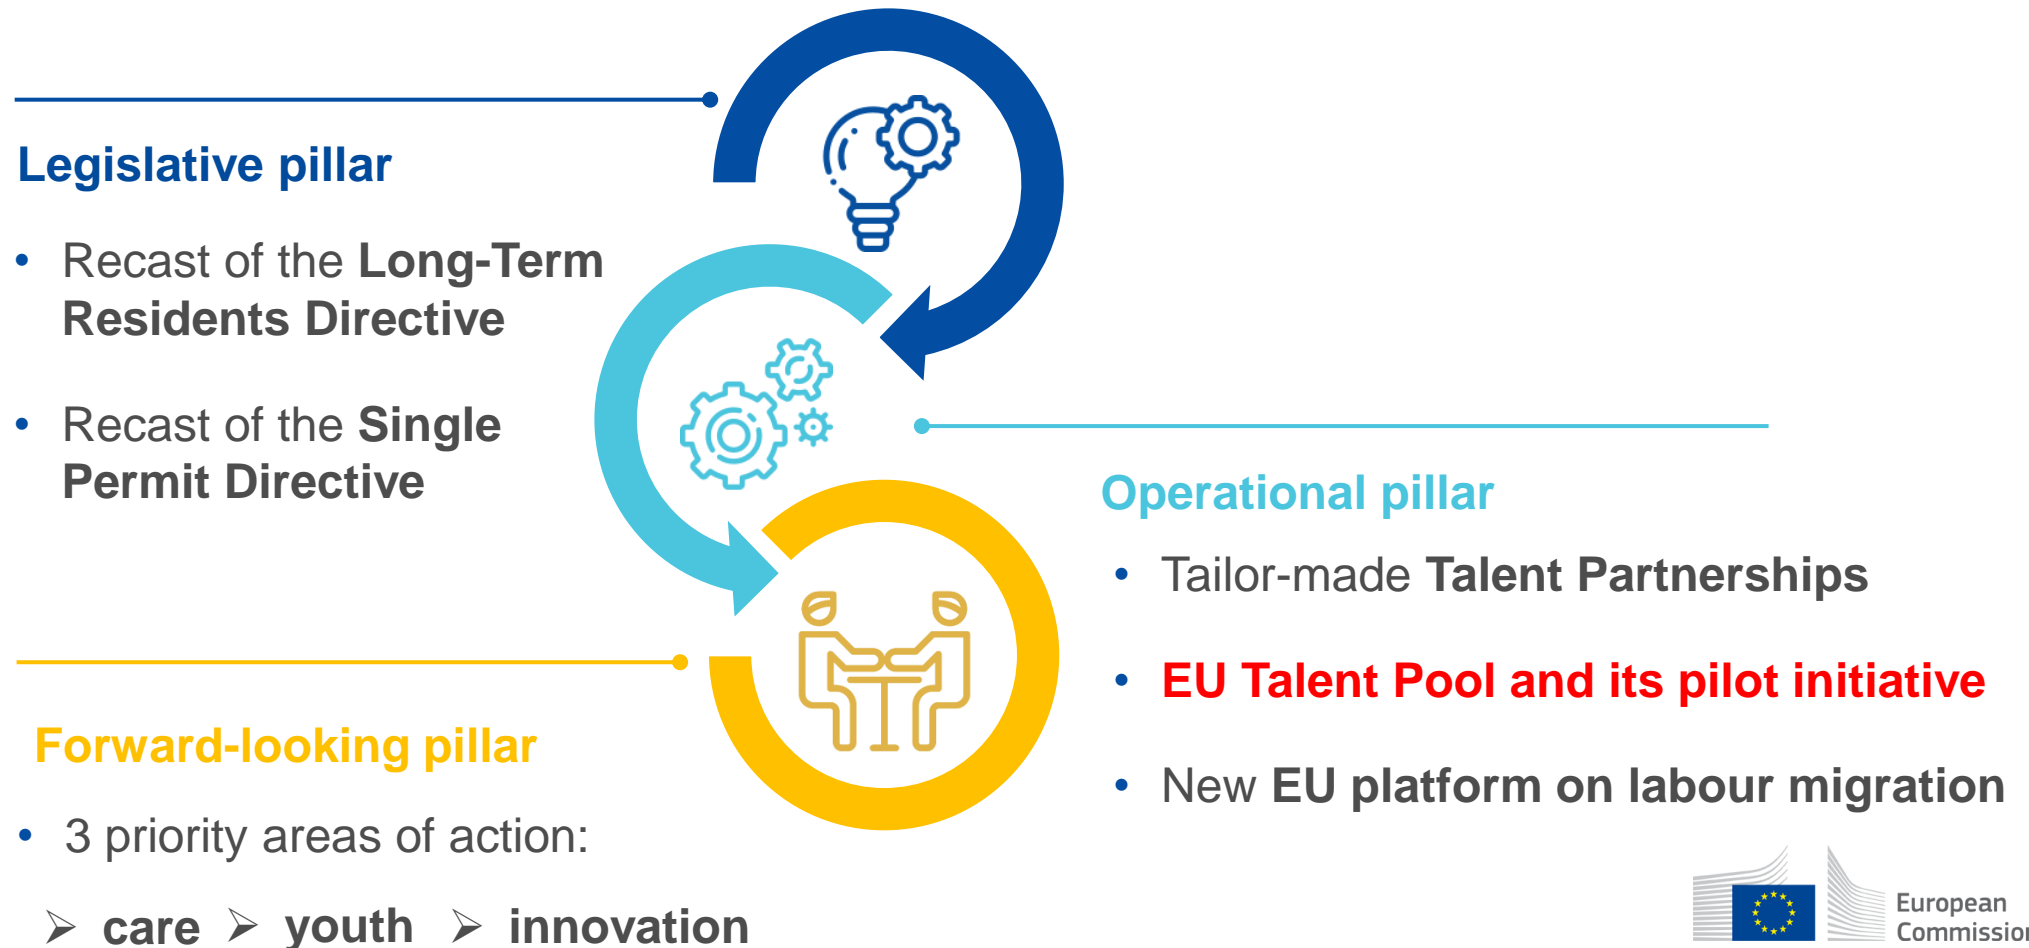 Legislative pillar
• Recast of the Long-Term
Residents Directive
• Recast of the Single
Permit Directive
Operational pillar
• Tailor-made Talent Partnerships
• EU Talent Pool and its pilot initiative
• New EU platform on labour migration
Forward-looking pillar
• 3 priority areas of action:
➢ care ➢ youth ➢ innovation
European
Commission